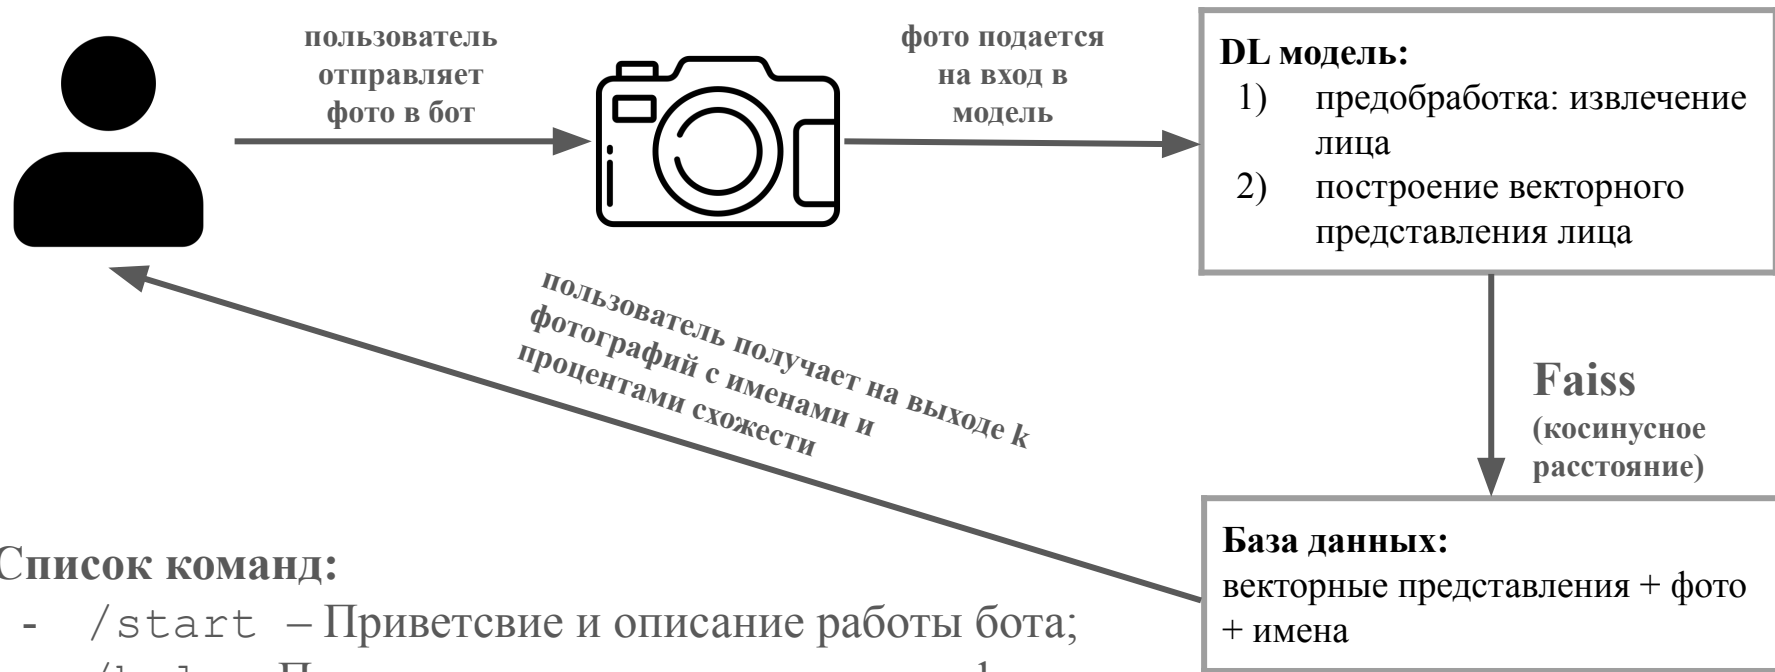 пользователь
отправляет
фото в бот
фото подается
на вход в
модель
DL модель:
1) предобработка: извлечение
лица
2) построение векторного
представления лица
пользователь получает на выходе k
фотографий с именами и
процентами схожести
Faiss
(косинусное
расстояние)
База данных:
векторные представления + фото
+ имена
Список команд:
- /start – Приветсвие и описание работы бота;